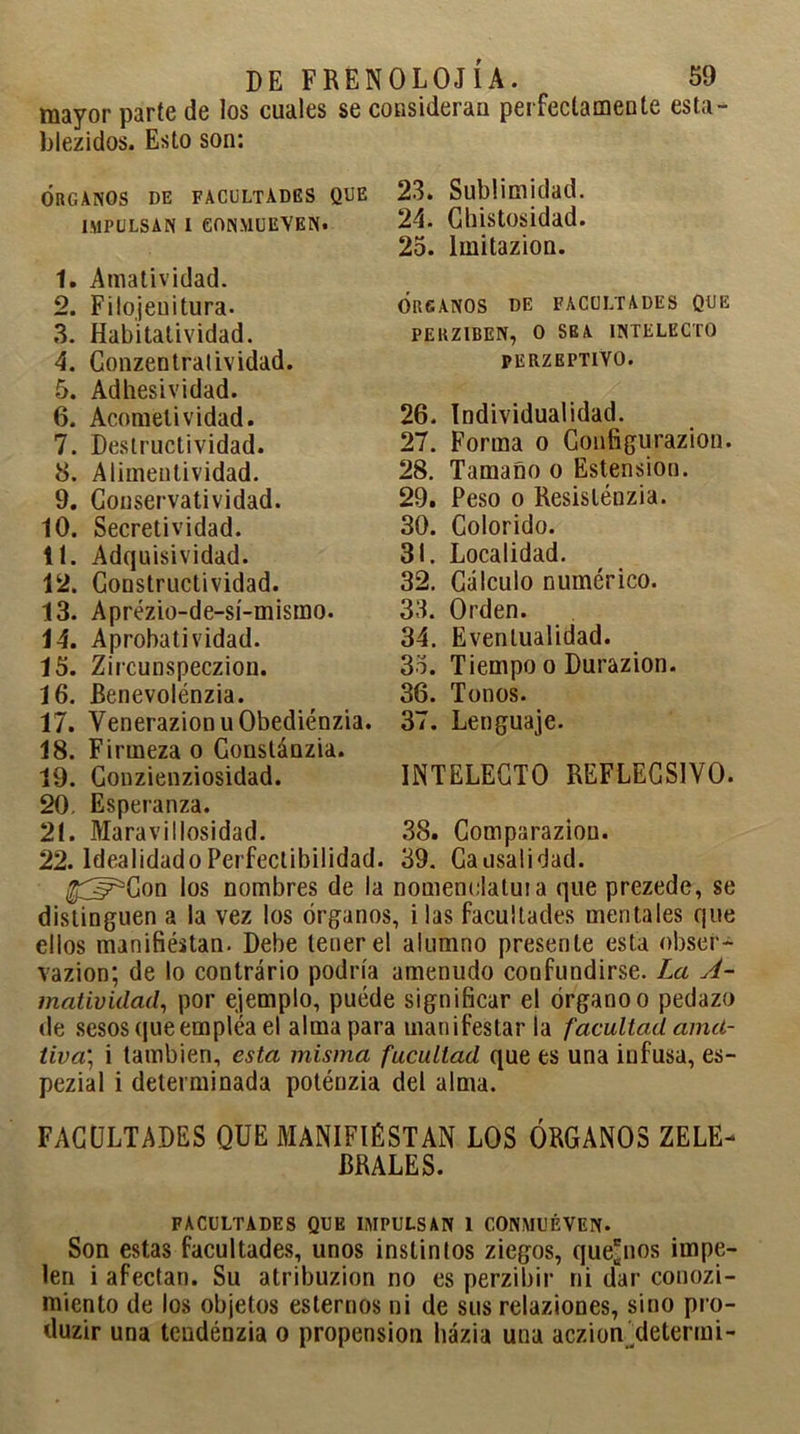 DE FRENOLOJÍA. 59
mayor parte de los cuales se consideran perfectamente esta-
blezidos. Esto son:
ÓRGANOS DE FACULTADES QUE
IMPULSAN I CONMUEVEN.
1. Amatividad.
2. Filojenitura.
3. Habitatividad.
4. Conzentratividad.
5. Adhesividad.
6. Acometividad.
7. Destructividad.
8. Alimentividad.
9. Conservatividad.
10. Secretividad.
11. Adquisividad.
12. Constructividad.
13. Aprézio-de-sí-mismo.
14. Aprobatividad.
15. Zircunspeczion.
16. Benevolénzia.
17. Venerazion u Obediénzia.
18. Firmeza o Constánzia.
19. Conzienziosidad.
20. Esperanza.
21. Maravillosidad.
22. Idealidad o Perfectibilidad.
23. Sublimidad.
24. Chistosidad.
25. Imitazion.
ÓRGANOS DE FACULTADES QUE
PERZIBEN, O SEA INTELECTO
PERZEPTIVO.
26. Individualidad.
27. Forma o Configurazion.
28. Tamaño o Estension.
29. Peso o Resisténzia.
30. Colorido.
31. Localidad.
32. Cálculo numérico.
33. Orden.
34. Eventualidad.
35. Tiempo o Durazion.
36. Tonos.
37. Lenguaje.
INTELECTO REFLECSIVO.
38. Comparazion.
39. Causalidad.
☞Con los nombres de la nomenclatura que prezede, se
distinguen a la vez los órganos, i las facultades mentales que
ellos manifiéstan. Debe tener el alumno presente esta obser-
vazion; de lo contrário podría amenudo confundirse. La A-
matividad, por ejemplo, puéde significar el órgano o pedazo
de sesos que empléa el alma para manifestar la facultad ama-
tiva; i tambien, esta misma facultad que es una infusa, es-
pezial i determinada poténzia del alma.
FACULTADES QUE MANIFIÉSTAN LOS ÓRGANOS ZELE-
BRALES.
FACULTADES QUE IMPULSAN I CONMUÉVEN.
Son estas facultades, unos instintos ziegos, que nos impe-
len i afectan. Su atribuzion no es perzibir ni dar conozi-
miento de los objetos esternos ni de sus relaziones, sino pro-
duzir una tendénzia o propension házia una aczion determi-